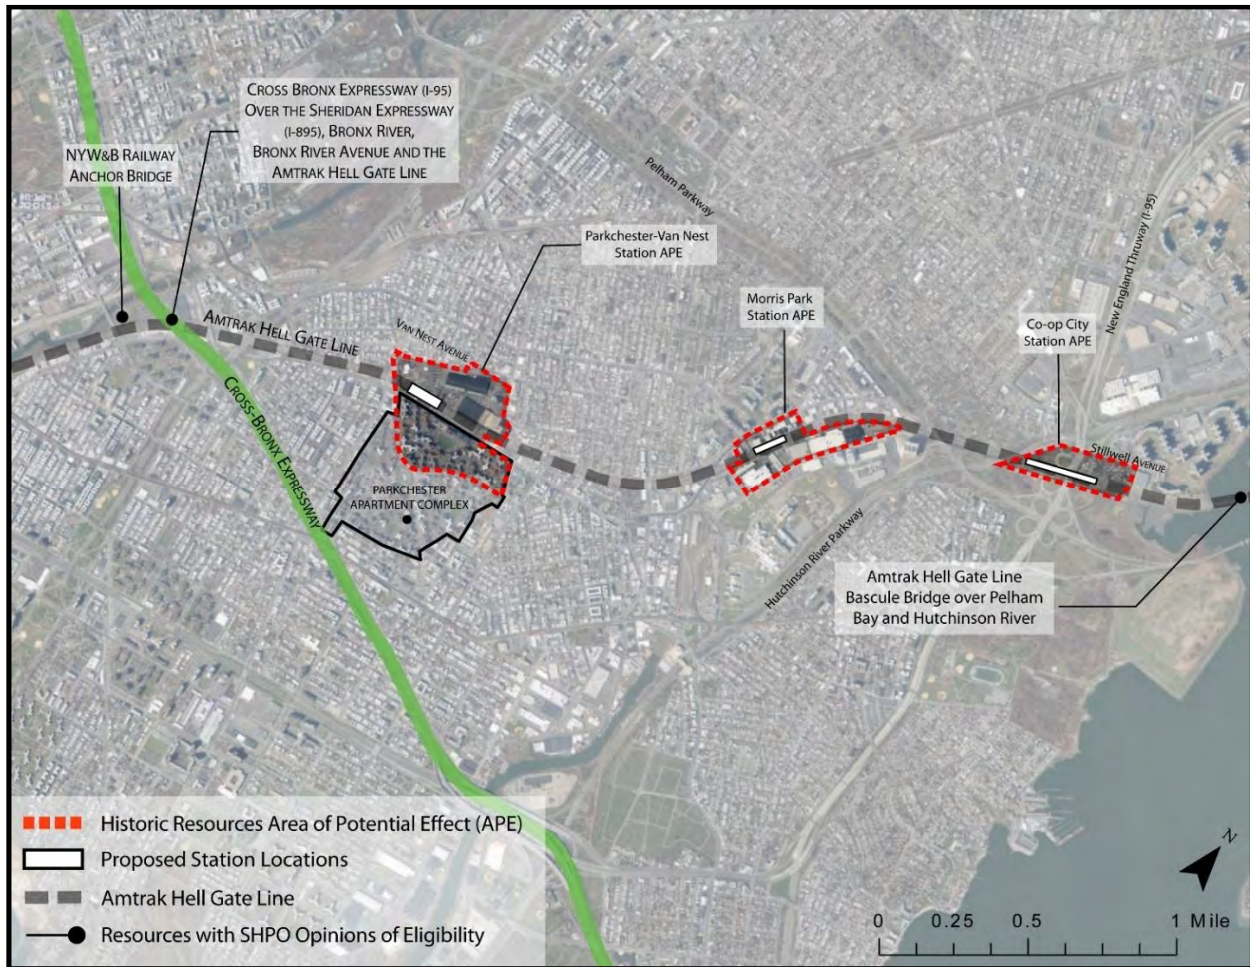 CROSS BRONX EXPRESSWAY (I-95)
OVER THE SHERIDAN EXPRESSWAY
(I-895), BRONX RIVER,
BRONX RIVER AVENUE AND THE
AMTRAK HELL GATE LINE
NYW&B RAILWAY
ANCHOR BRIDGE
Pelham Parkway
New England Thruway (I-95)
Parkchester-Van Nest
Station APE
Morris Park
Station APE
Co-op City
Station APE
AMTRAK HELL GATE LINE
VAN NEST AVENUE
CROSS-BRONX EXPRESSWAY
STILLWELL AVENUE
PARKCHESTER
APARTMENT COMPLEX
Hutchinson River Parkway
Amtrak Hell Gate Line
Bascule Bridge over Pelham
Bay and Hutchinson River
Historic Resources Area of Potential Effect (APE)
Proposed Station Locations
Amtrak Hell Gate Line
Resources with SHPO Opinions of Eligibility
N
0 0.25 0.5 1 Mile